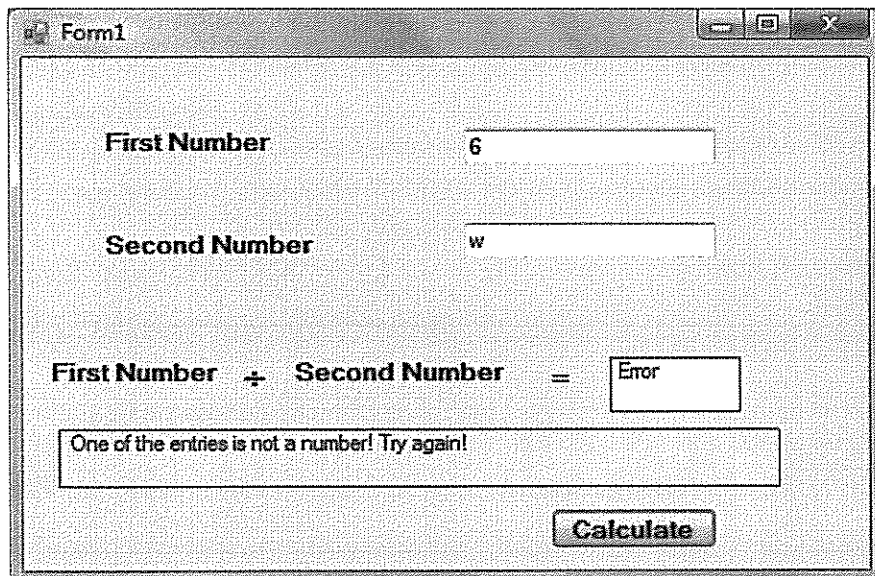 Form1
First Number 6
Second Number w
First Number ÷ Second Number = Error
One of the entries is not a number! Try again!
Calculate